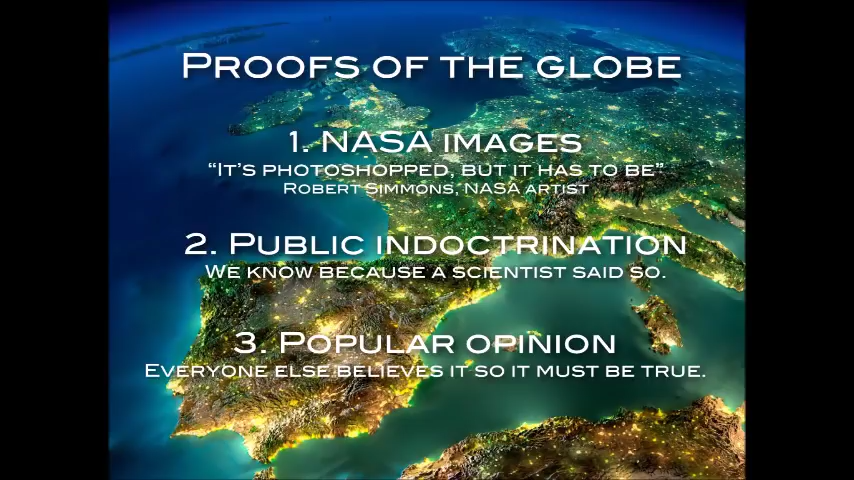 Proofs of the globe
1. NASA images
“It's photoshopped, but it has to be”
Robert Simmons, NASA artist
2. Public indoctrination
We know because a scientist said so.
3. Popular opinion
Everyone else believes it so it must be true.